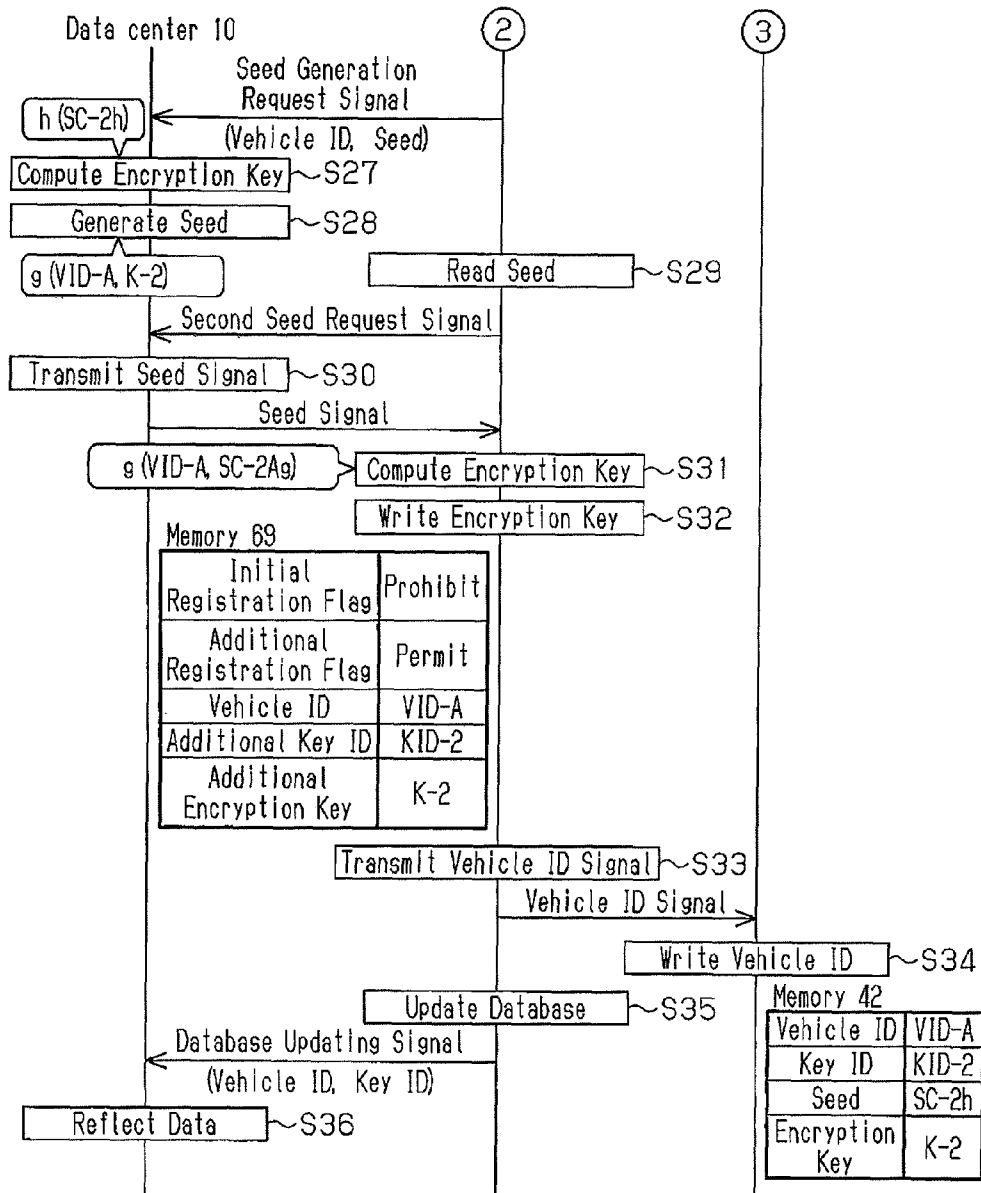 Data center 10
2
3
Seed Generation
Request Signal
(Vehicle ID, Seed)
h (SC-2h)
Compute Encryption Key
S27
Generate Seed
S28
g (VID-A, K-2)
Read Seed
S29
Second Seed Request Signal
Transmit Seed Signal
S30
Seed Signal
g (VID-A, SC-2Ag)
Compute Encryption Key
S31
Write Encryption Key
S32
Memory 69
Initial
Registration Flag
Prohibit
Additional
Registration Flag
Permit
Vehicle ID
VID-A
Additional Key ID
KID-2
Additional
Encryption Key
K-2
Transmit Vehicle ID Signal
S33
Vehicle ID Signal
Write Vehicle ID
S34
Update Database
S35
Memory 42
Vehicle ID
VID-A
Key ID
KID-2
Seed
SC-2h
Encryption
Key
K-2
Database Updating Signal
(Vehicle ID, Key ID)
Reflect Data
S36